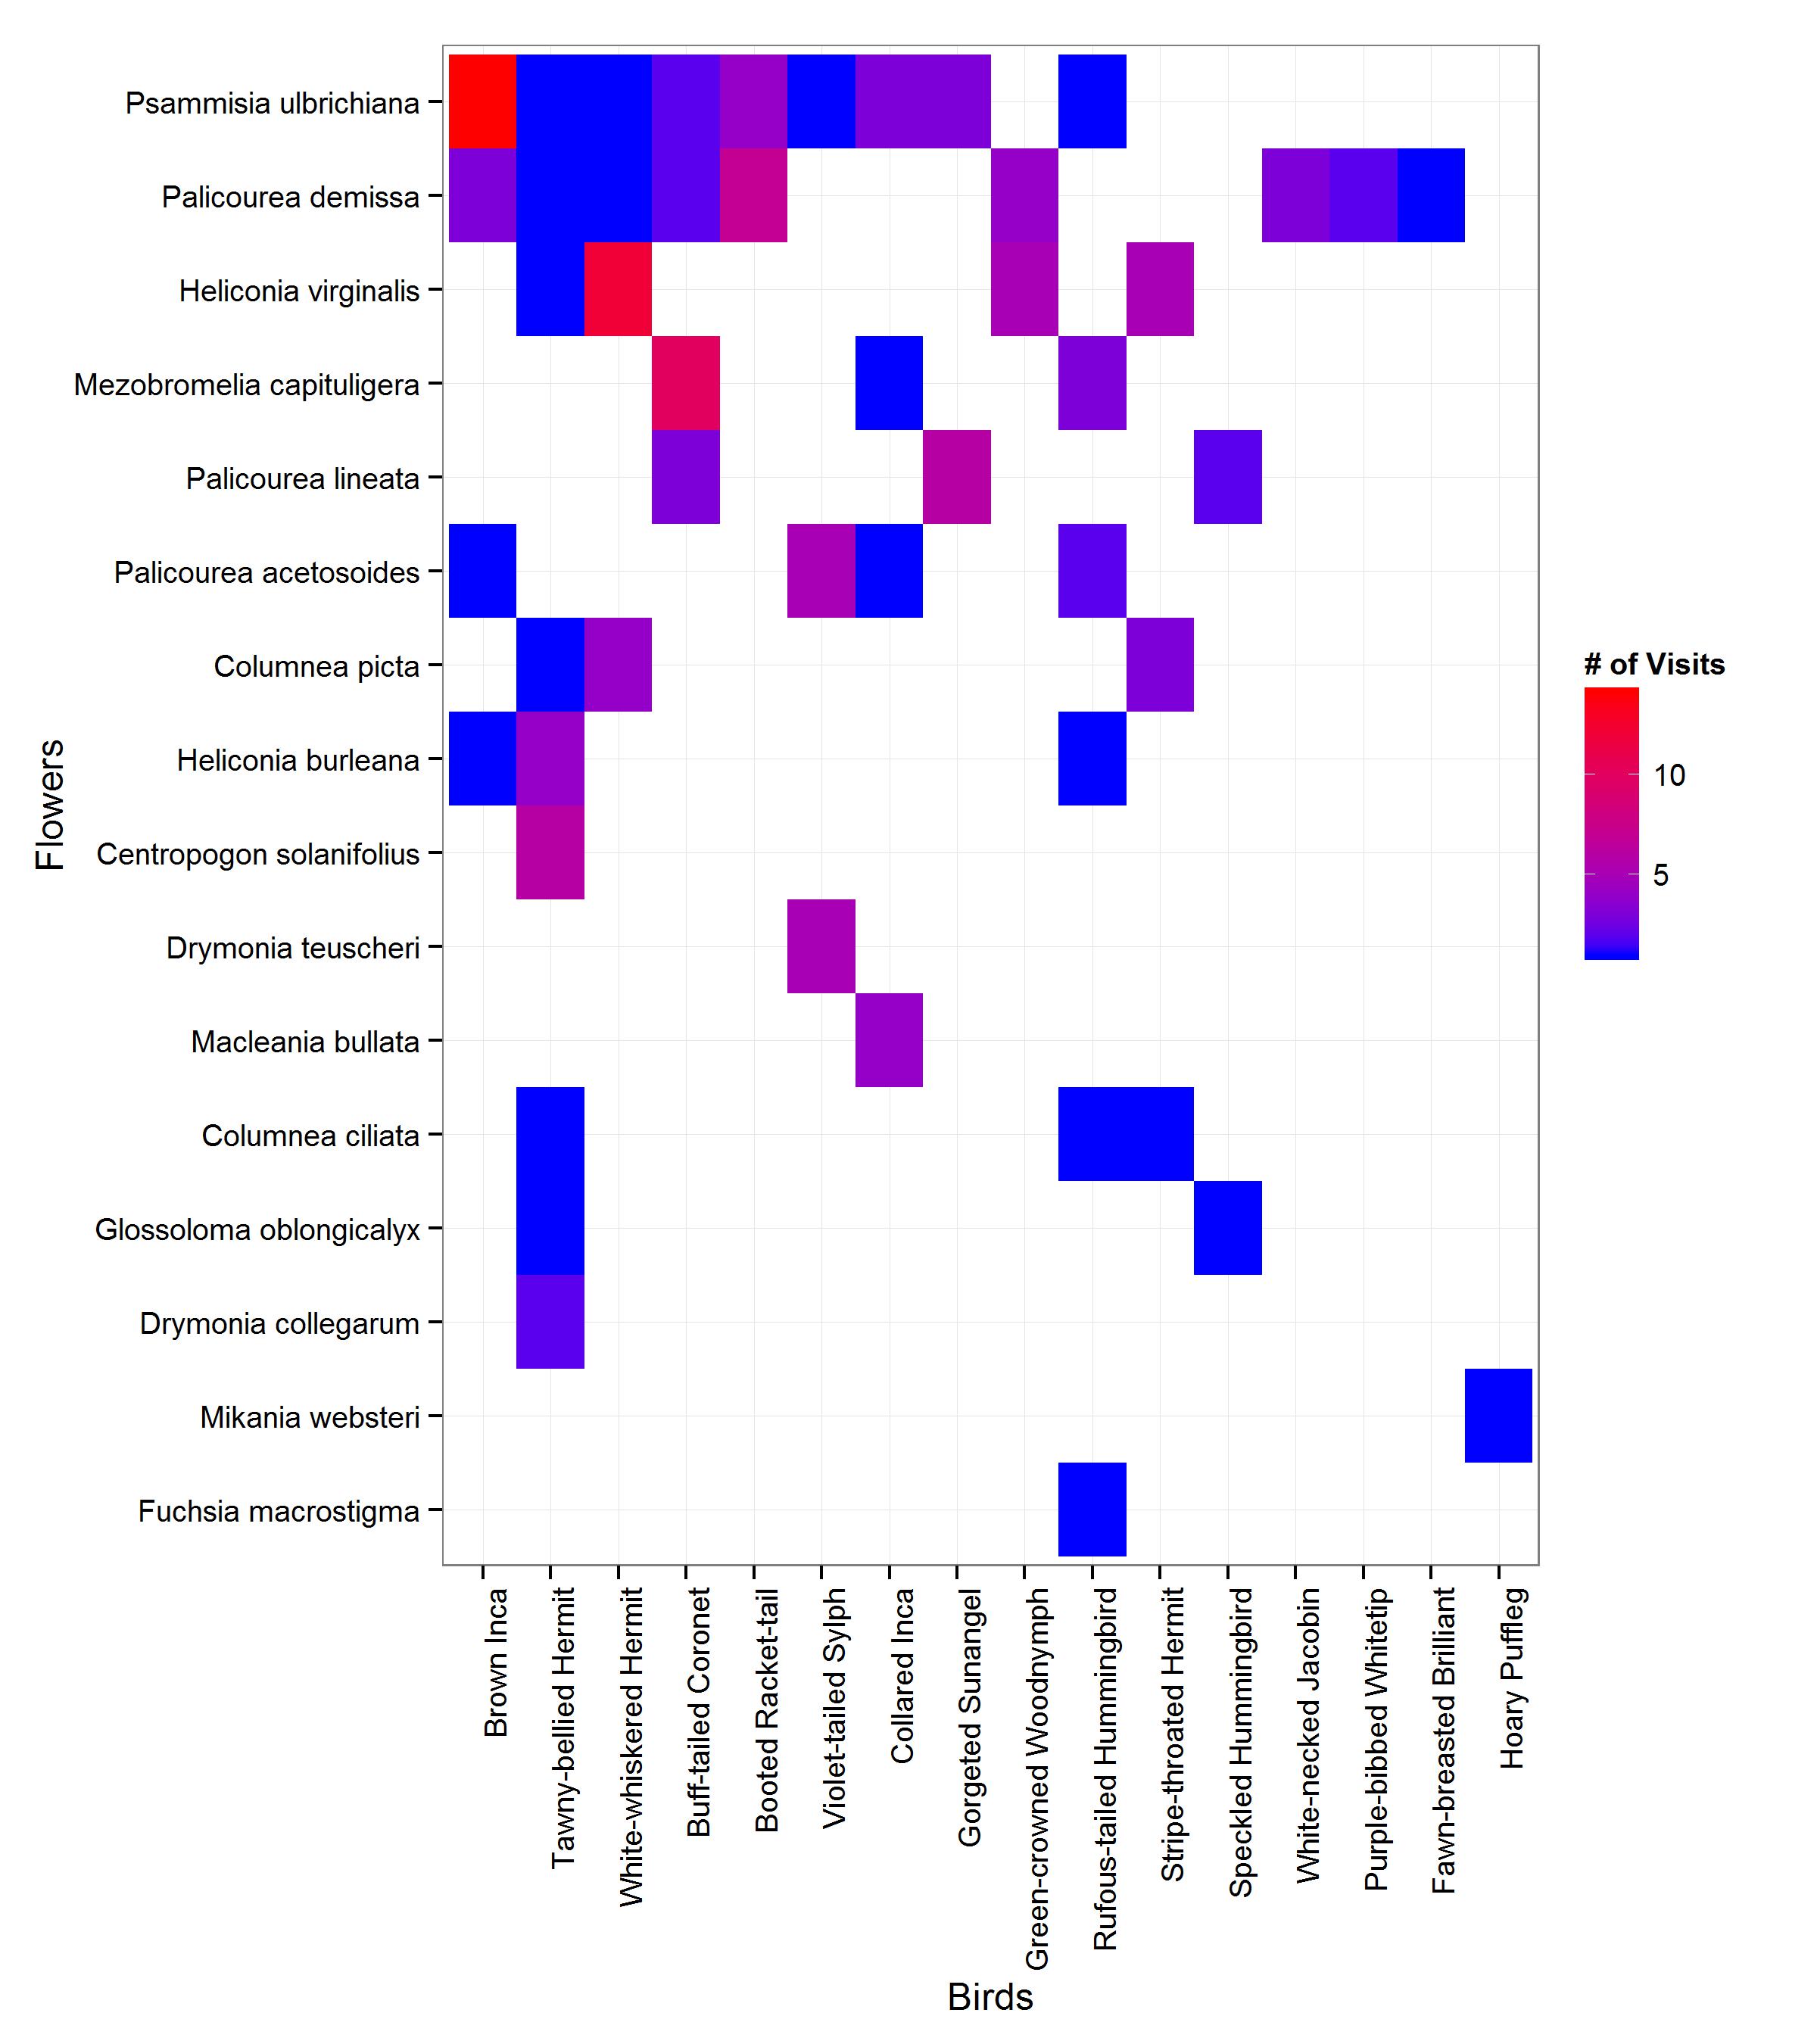 Psammisia ulbrichiana
Palicourea demissa
Heliconia virginalis
Mezobromelia capituligera
Palicourea lineata
Palicourea acetosoides
Columnea picta
Heliconia burleana
Centropogon solanifolius
Drymonia teuscheri
Macleania bullata
Columnea ciliata
Glossoloma oblongicalyx
Drymonia collegarum
Mikania websteri
Fuchsia macrostigma
Flowers
# of Visits
10
5
Brown Inca
Tawny-bellied Hermit
White-whiskered Hermit
Buff-tailed Coronet
Booted Racket-tail
Violet-tailed Sylph
Collared Inca
Gorgeted Sunangel
Green-crowned Woodnymph
Rufous-tailed Hummingbird
Stripe-throated Hermit
Speckled Hummingbird
White-necked Jacobin
Purple-bibbed Whitetip
Fawn-breasted Brilliant
Hoary Puffleg
Birds